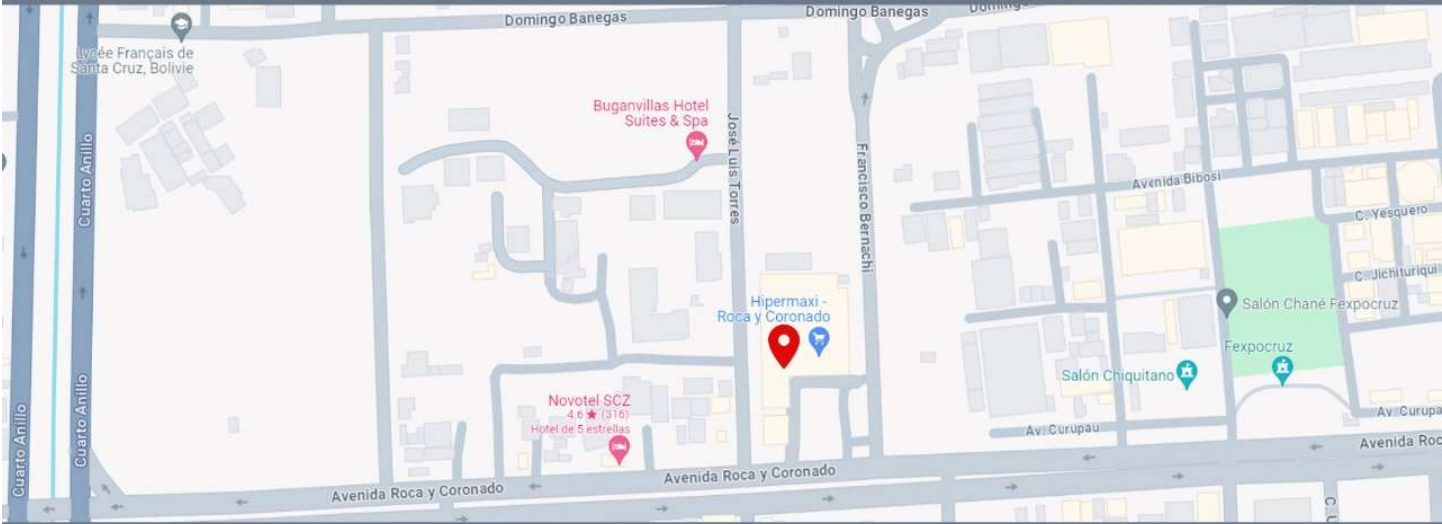 Domingo Banegas
Domingo Banegas
Lycée Français de
Santa Cruz, Bolivie
Buganvillas Hotel
Suites & Spa
José Luis Torres
Francisco Bernachi
Cuarto Anillo
Cuarto Anillo
Cuarto Anillo
Avenida Bibosi
C. Yesquero
C. Jichituriqui
Hipermaxi -
Roca y Coronado
Salón Chané Fexpocruz
Fexpocruz
Salón Chiquitano
Novotel SCZ
4.6 ★ (316)
Hotel de 5 estrellas
Av. Curupau
Av. Curupa
Avenida Roca y Coronado
Avenida Roca y Coronado
Avenida Roc